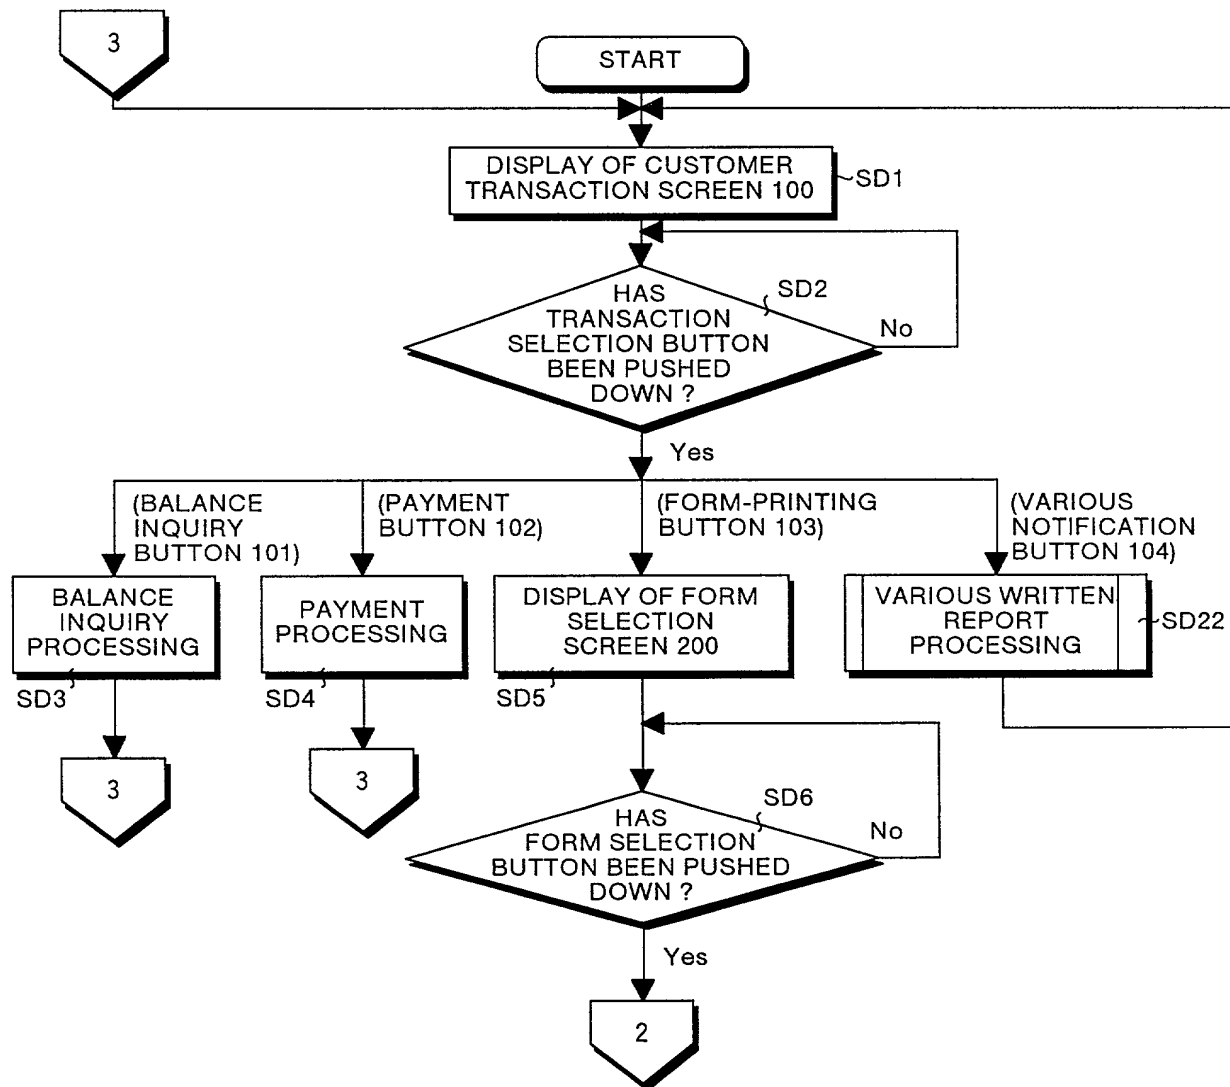 3
START
DISPLAY OF CUSTOMER
TRANSACTION SCREEN 100
SD1
SD2
HAS
TRANSACTION
SELECTION BUTTON
BEEN PUSHED
DOWN ?
No
Yes
(BALANCE
INQUIRY
BUTTON 101)
(PAYMENT
BUTTON 102)
(FORM-PRINTING
BUTTON 103)
(VARIOUS
NOTIFICATION
BUTTON 104)
BALANCE
INQUIRY
PROCESSING
SD3
PAYMENT
PROCESSING
SD4
DISPLAY OF FORM
SELECTION
SCREEN 200
SD5
VARIOUS WRITTEN
REPORT
PROCESSING
SD22
3
3
SD6
HAS
FORM SELECTION
BUTTON BEEN PUSHED
DOWN ?
No
Yes
2